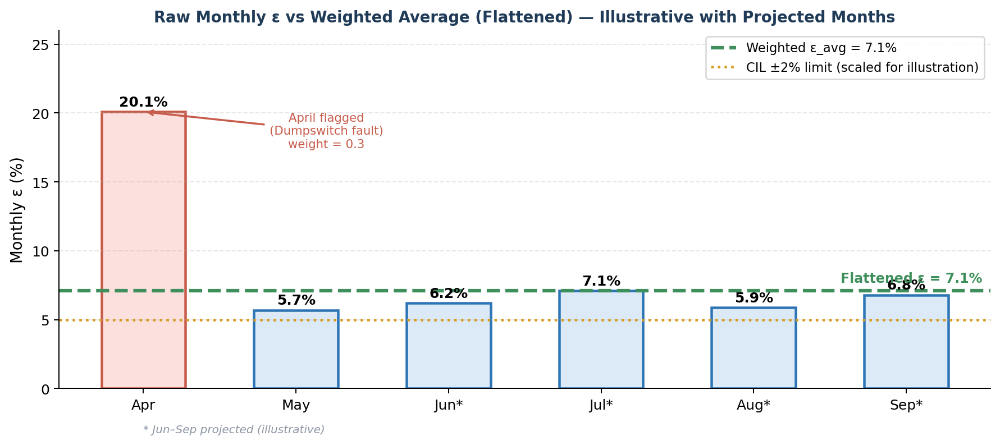 Raw Monthly ε vs Weighted Average (Flattened) — Illustrative with Projected Months
Weighted ε_avg = 7.1%
CIL ±2% limit (scaled for illustration)
Monthly ε (%)
25
20
15
10
5
0
20.1%
April flagged
(Dumpswitch fault)
weight = 0.3
5.7%
6.2%
7.1%
5.9%
6.8%
Flattened ε = 7.1%
Apr
May
Jun*
Jul*
Aug*
Sep*
* Jun–Sep projected (illustrative)